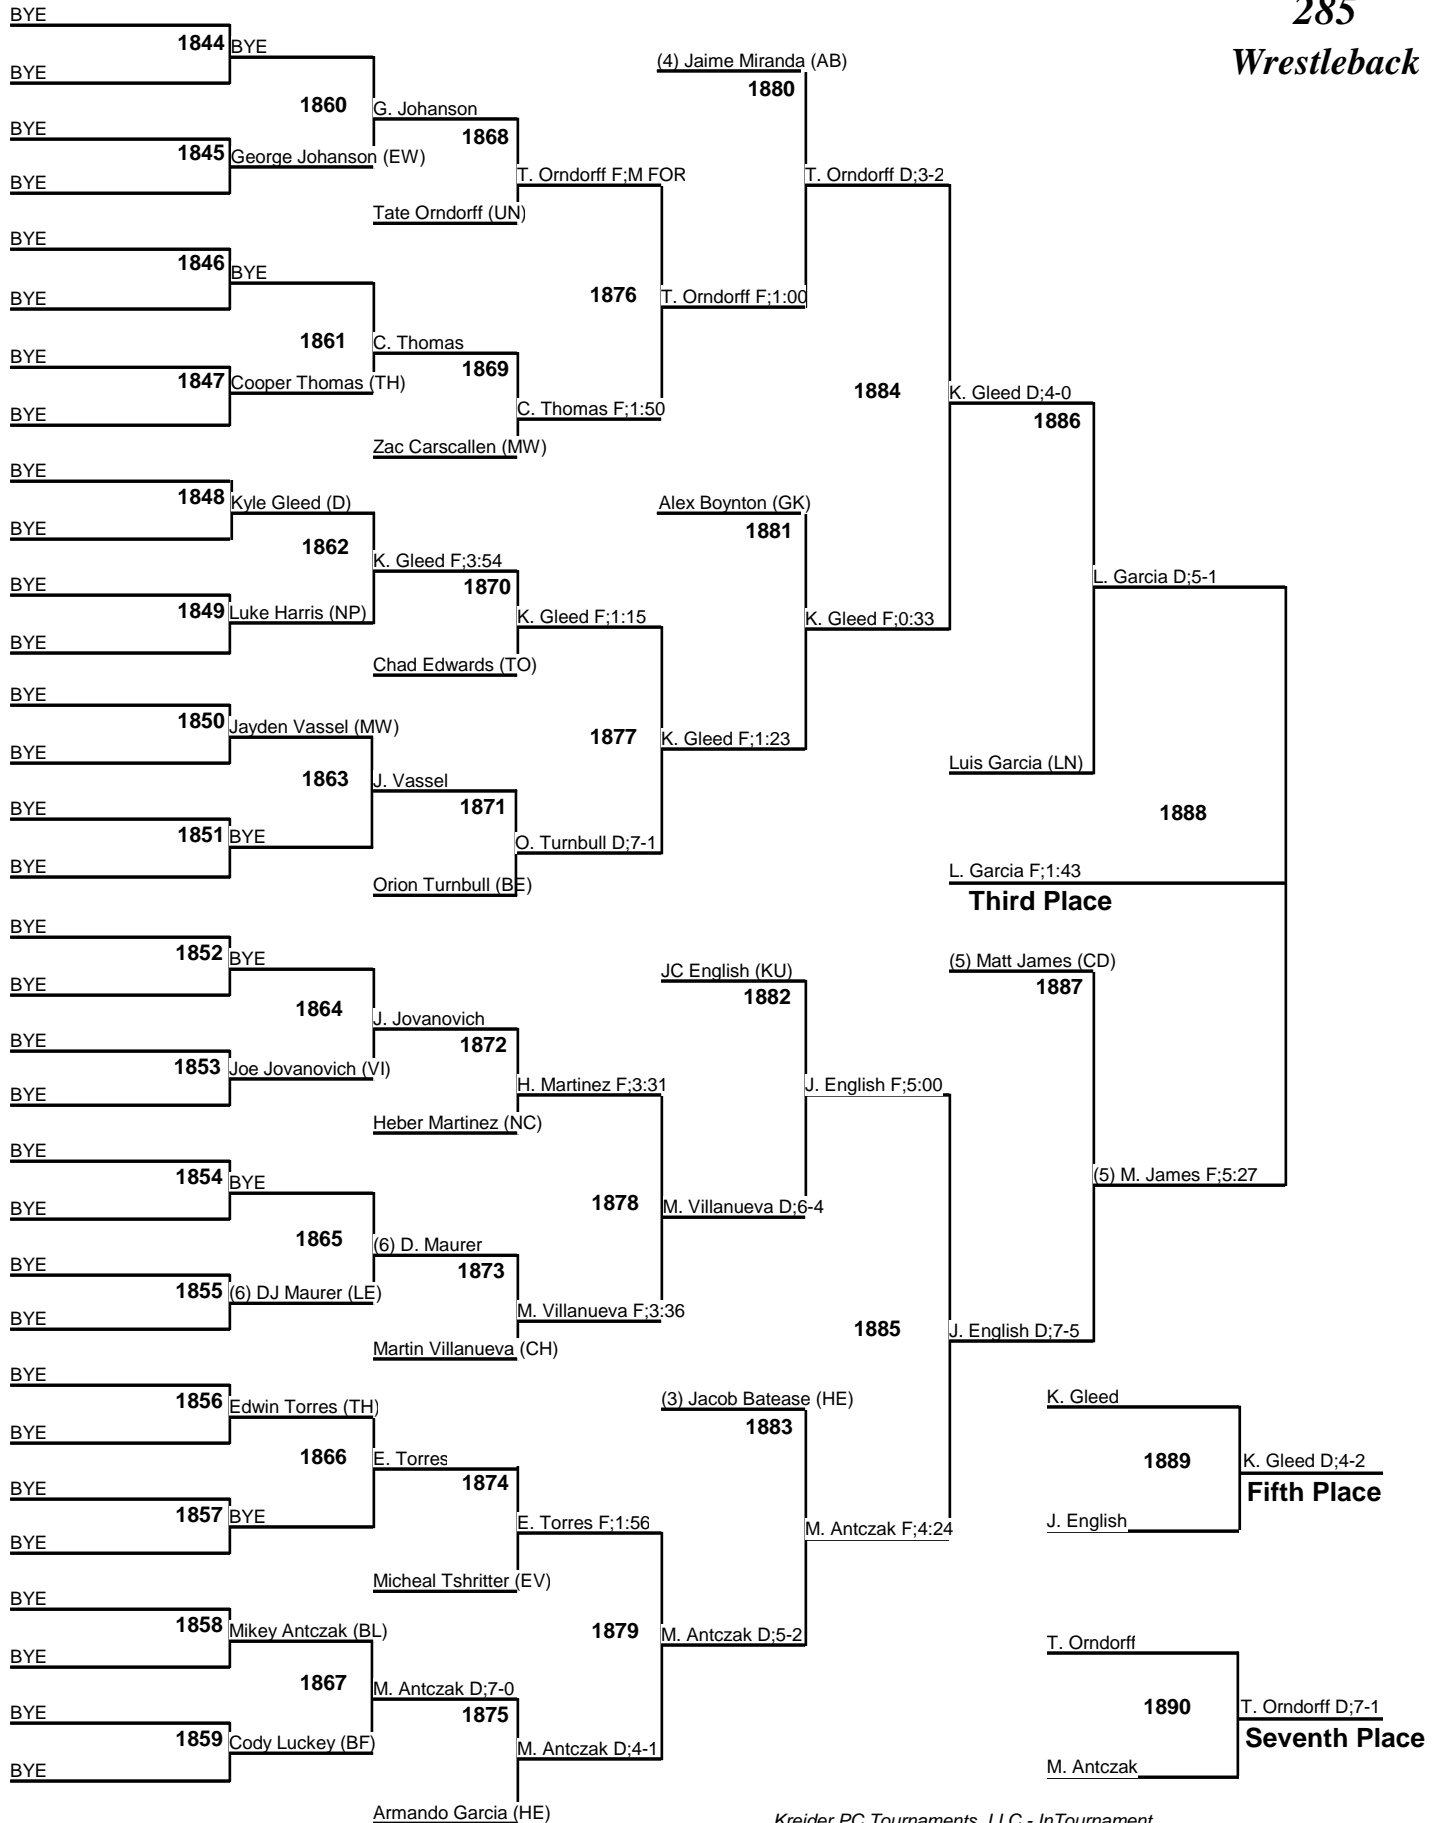 BYE
285
1844 BYE
Wrestleback
(4) Jaime Miranda (AB)
BYE
1880
1860
G. Johanson
BYE
1868
1845 George Johanson (EW)
T. Orndorff F;M FOR
T. Orndorff D;3-2
BYE
Tate Orndorff (UN)
BYE
1846 BYE
BYE
1876
T. Orndorff F;1:00
1861
C. Thomas
BYE
1869
1847 Cooper Thomas (TH)
1884
K. Gleed D;4-0
C. Thomas F;1:50
BYE
1886
Zac Carscallen (MW)
BYE
1848 Kyle Gleed (D)
Alex Boynton (GK)
BYE
1881
1862
K. Gleed F;3:54
L. Garcia D;5-1
BYE
1870
1849 Luke Harris (NP)
K. Gleed F;1:15
K. Gleed F;0:33
BYE
Chad Edwards (TO)
BYE
1850 Jayden Vassel (MW)
1877
K. Gleed F;1:23
BYE
Luis Garcia (LN)
1863
J. Vassel
BYE
1871
1888
1851 BYE
O. Turnbull D;7-1
BYE
L. Garcia F;1:43
Orion Turnbull (BE)
Third Place
BYE
1852 BYE
(5) Matt James (CD)
JC English (KU)
BYE
1882
1887
1864
J. Jovanovich
BYE
1872
1853 Joe Jovanovich (VI)
H. Martinez F;3:31
J. English F;5:00
BYE
Heber Martinez (NC)
BYE
1854 BYE
(5) M. James F;5:27
BYE
1878
M. Villanueva D;6-4
1865
(6) D. Maurer
BYE
1873
1855 (6) DJ Maurer (LE)
BYE
M. Villanueva F;3:36
1885
J. English D;7-5
Martin Villanueva (CH)
BYE
1856 Edwin Torres (TH)
(3) Jacob Batease (HE)
K. Gleed
BYE
1883
1866
E. Torres
1889
K. Gleed D;4-2
1874
BYE
Fifth Place
1857 BYE
E. Torres F;1:56
M. Antczak F;4:24
J. English
BYE
Micheal Tshritter (EV)
BYE
1858 Mikey Antczak (BL)
1879
M. Antczak D;5-2
T. Orndorff
BYE
1867
M. Antczak D;7-0
BYE
1875
1890
T. Orndorff D;7-1
1859 Cody Luckey (BF)
Seventh Place
M. Antczak D;4-1
BYE
M. Antczak
Armando Garcia (HE)
Kreider PC Tournaments, LLC - InTournament